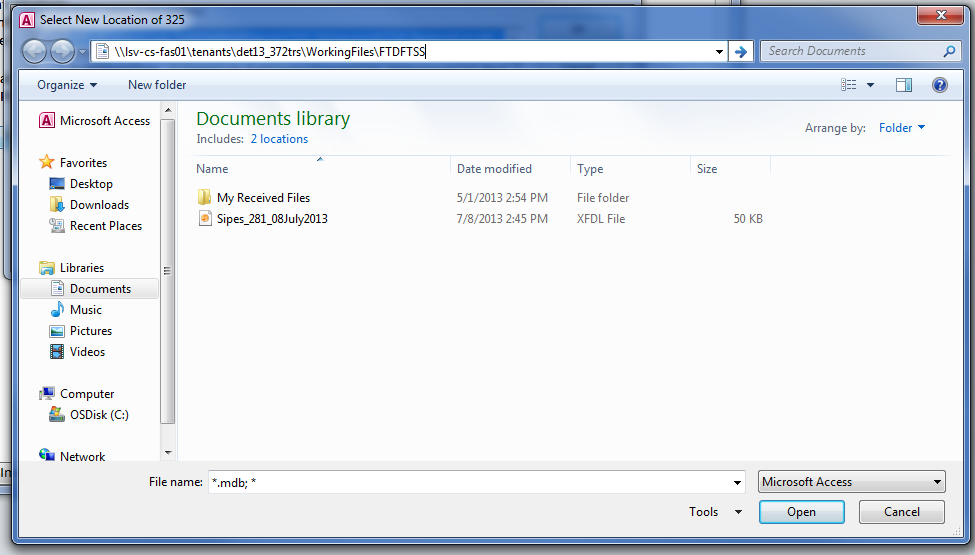 Select New Location of 325
\\lsv-cs-fas01\tenants\det13_372trs\WorkingFiles\FTDFTSS
Search Documents
Organize
New folder
Microsoft Access
Favorites
Desktop
Downloads
Recent Places
Libraries
Documents
Music
Pictures
Videos
Computer
OSDisk (C:)
Network
Documents library
Includes: 2 locations
Arrange by: Folder
Name Date modified Type Size
My Received Files 5/1/2013 2:54 PM File folder
Sipes_281_08July2013 7/8/2013 2:45 PM XFDL File 50 KB
File name: *.mdb; * Microsoft Access
Tools Open Cancel